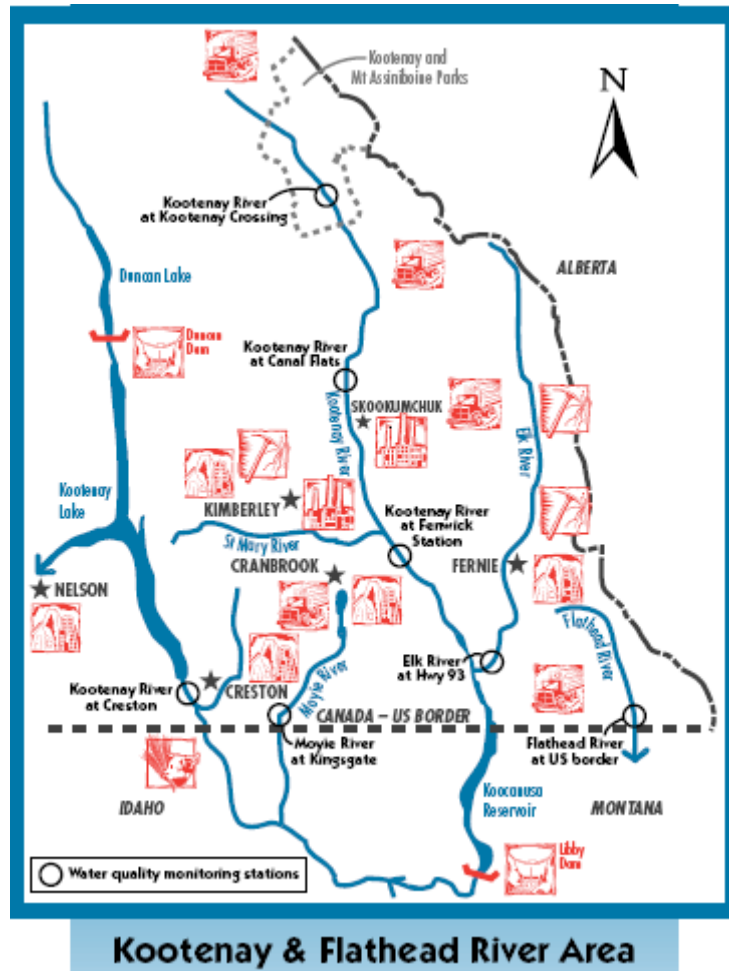 Kootenay and
Mt Assiniboine Parks
N
Kootenay River
at Kootenay Crossing
ALBERTA
Duncan Lake
Duncan
Dam
Kootenay River
at Canal Flats
SKOOKUMCHUK
Kootenay River
Elk River
KIMBERLEY
Kootenay
Lake
Kootenay River
at Fenwick
Station
St Mary River
CRANBROOK
FERNIE
NELSON
Flathead River
Elk River
at Hwy 93
Kootenay River
at Creston
CRESTON
Moyie River
CANADA – US BORDER
Moyie River
at Kingsgate
Flathead River
at US border
IDAHO
Koocanusa
Reservoir
MONTANA
Libby
Dam
Water quality monitoring stations
Kootenay & Flathead River Area